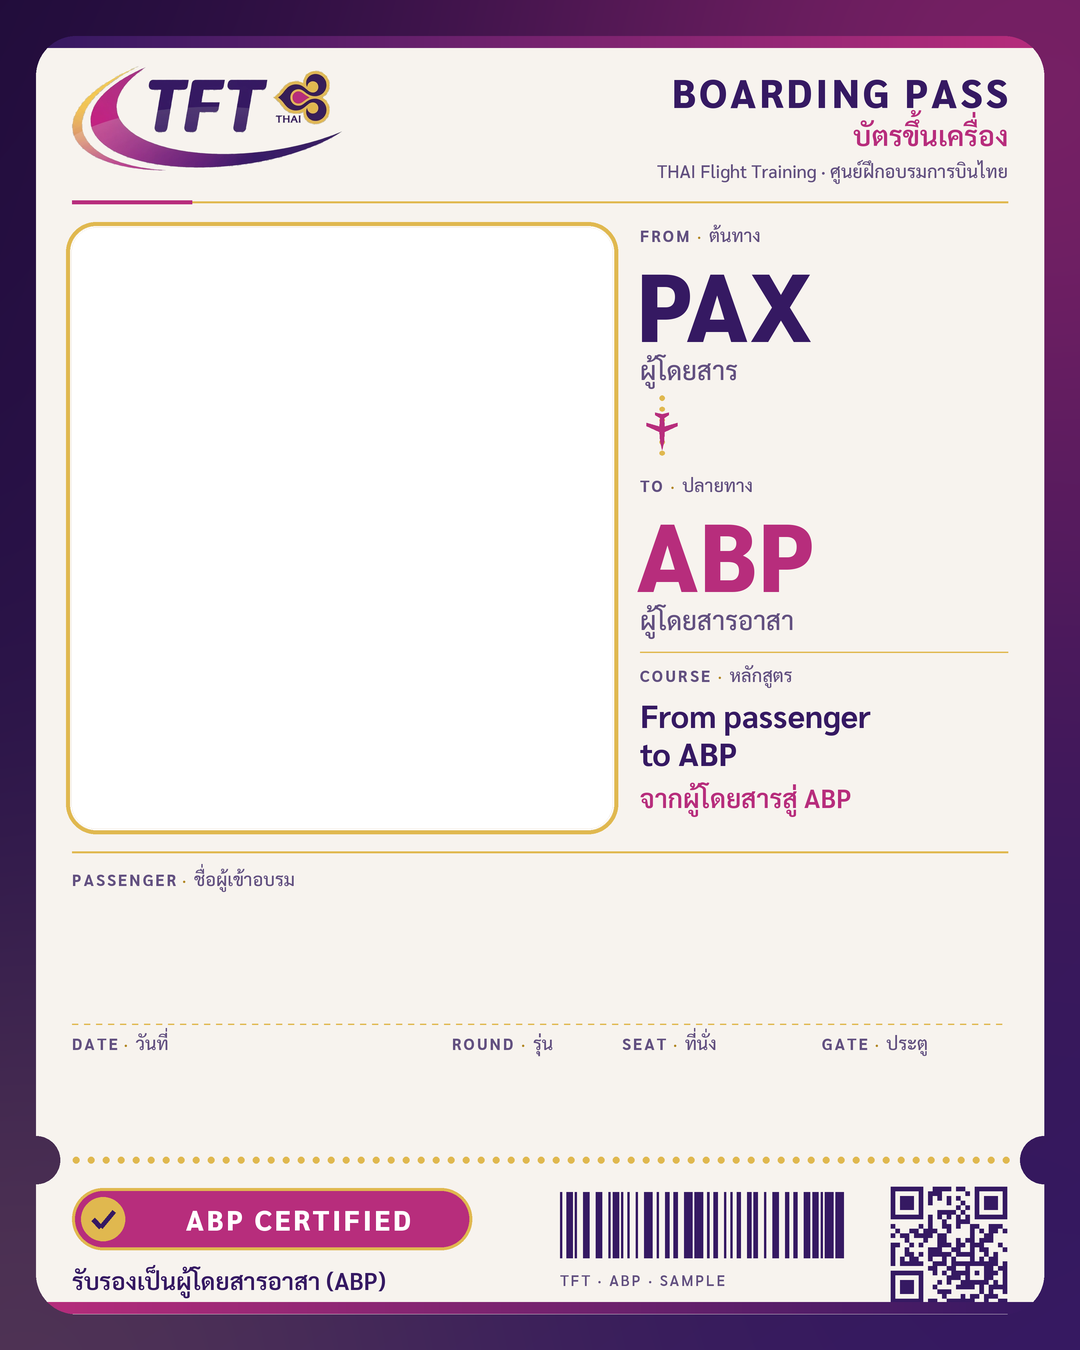 TFT
THAI
BOARDING PASS
บัตรขึ้นเครื่อง
THAI Flight Training · ศูนย์ฝึกอบรมการบินไทย
FROM · ต้นทาง
PAX
ผู้โดยสาร
TO · ปลายทาง
ABP
ผู้โดยสารอาสา
COURSE · หลักสูตร
From passenger
to ABP
จากผู้โดยสารสู่ ABP
PASSENGER · ชื่อผู้เข้าอบรม
DATE · วันที่
ROUND · รุ่น
SEAT · ที่นั่ง
GATE · ประตู
ABP CERTIFIED
รับรองเป็นผู้โดยสารอาสา (ABP)
TFT · ABP · SAMPLE